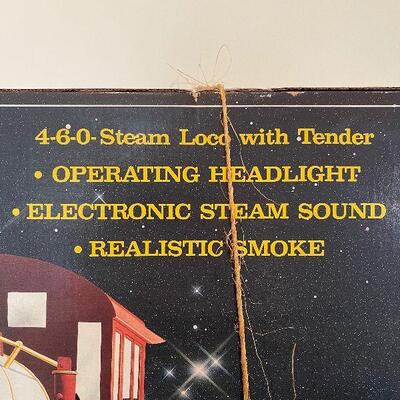 4-6-0-Steam Loco with Tender
• OPERATING HEADLIGHT
• ELECTRONIC STEAM SOUND
• REALISTIC SMOKE